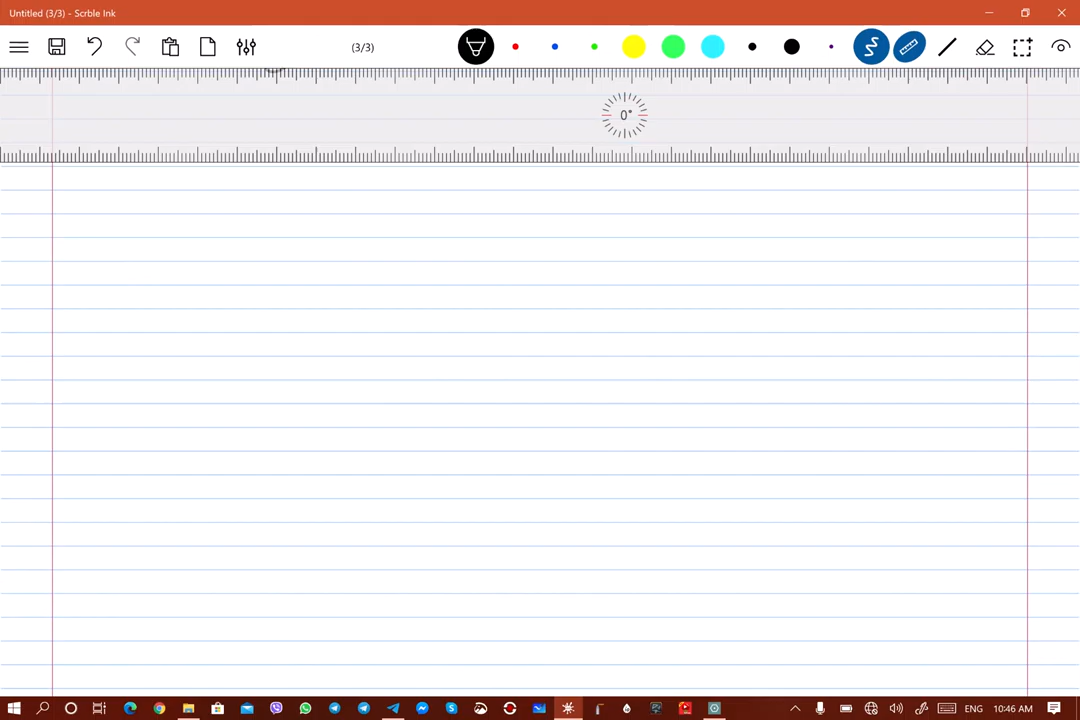 Untitled (3/3) - Scrble Ink
(3/3)
0°
ENG
10:46 AM